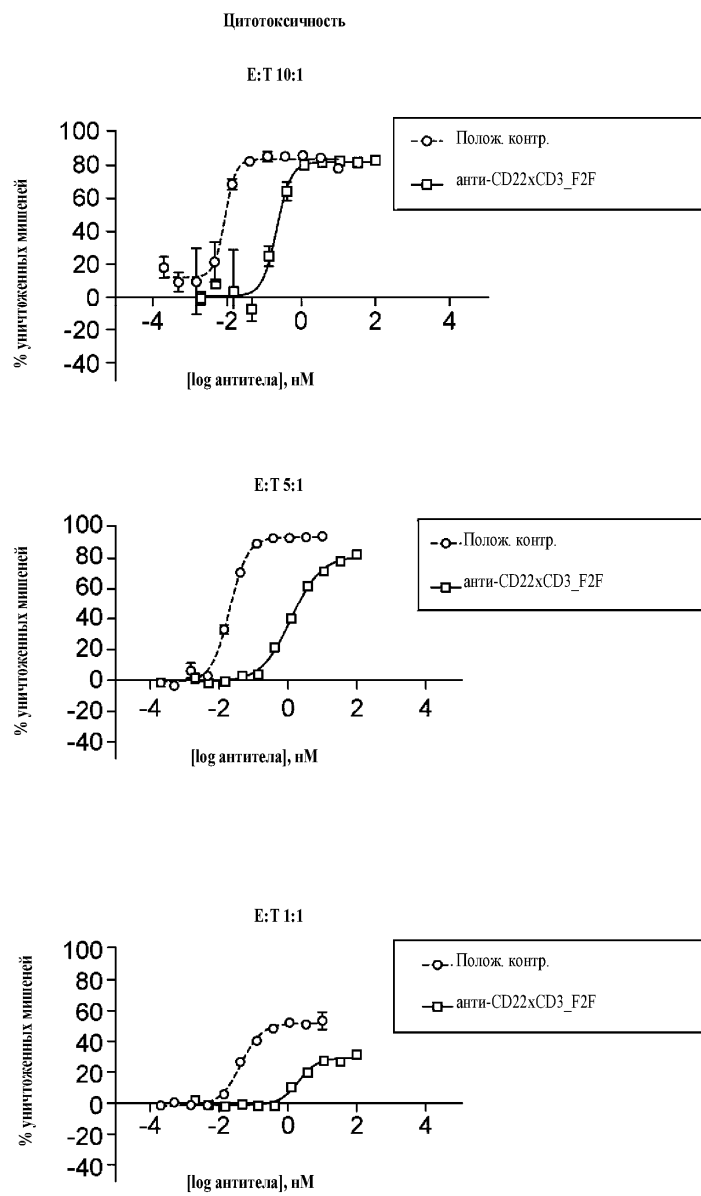 Цитотоксичность
E:T 10:1
% уничтоженных мишеней
100
80
60
40
20
0
-20
-40
-4
-2
0
2
4
[log антитела], нМ
Полож. контр.
анти-CD22xCD3_F2F
E:T 5:1
% уничтоженных мишеней
100
80
60
40
20
0
-20
-40
-4
-2
0
2
4
[log антитела], нМ
Полож. контр.
анти-CD22xCD3_F2F
E:T 1:1
% уничтоженных мишеней
100
80
60
40
20
0
-20
-40
-4
-2
0
2
4
[log антитела], нМ
Полож. контр.
анти-CD22xCD3_F2F